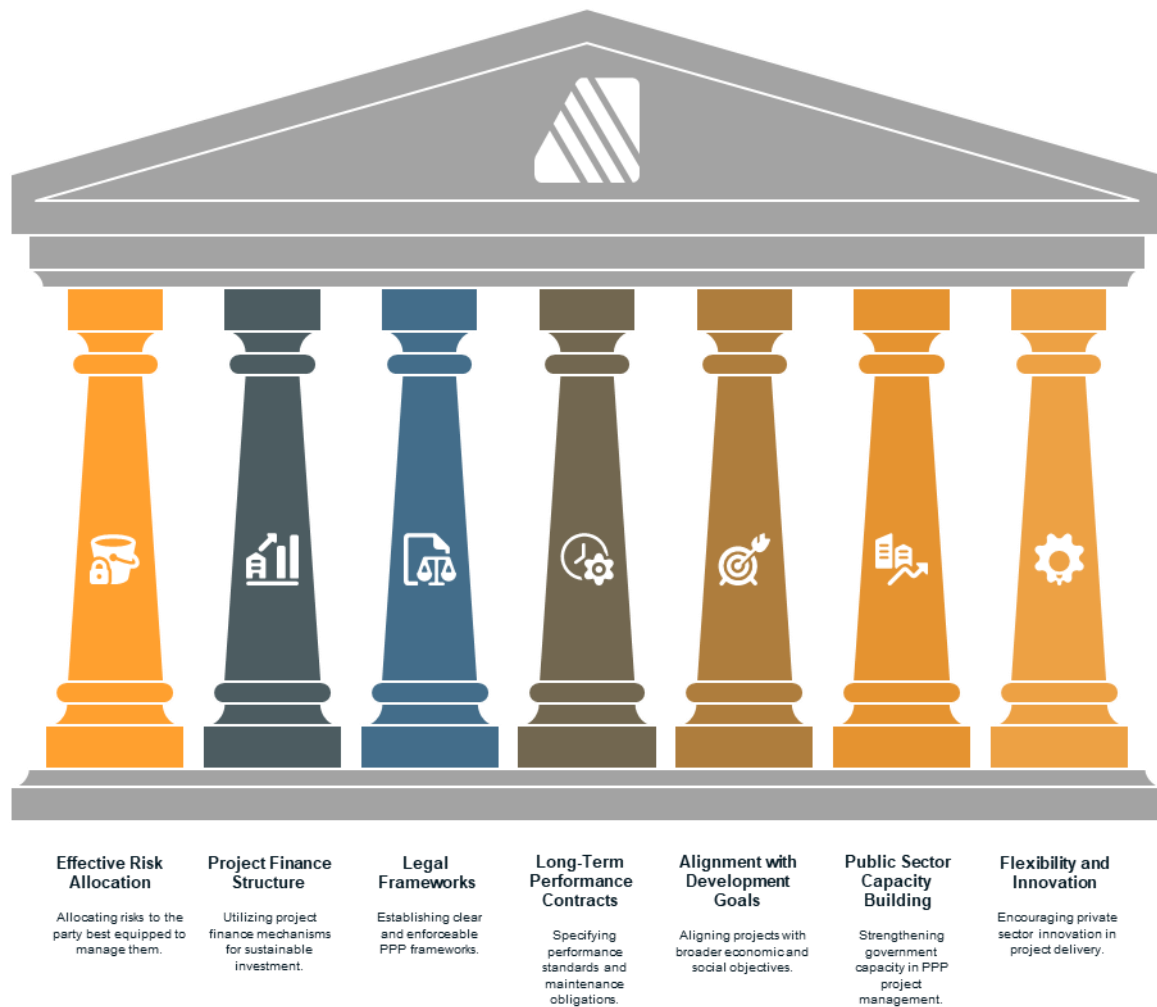 Effective Risk
Allocation
Allocating risks to the
party best equipped to
manage them.
Project Finance
Structure
Utilizing project
finance mechanisms
for sustainable
investment.
Legal
Frameworks
Establishing clear
and enforceable
PPP frameworks.
Long-Term
Performance
Contracts
Specifying
performance
standards and
maintenance
obligations.
Alignment with
Development
Goals
Aligning projects with
broader economic and
social objectives.
Public Sector
Capacity
Building
Strengthening
government
capacity in PPP
project
management.
Flexibility and
Innovation
Encouraging private
sector innovation in
project delivery.